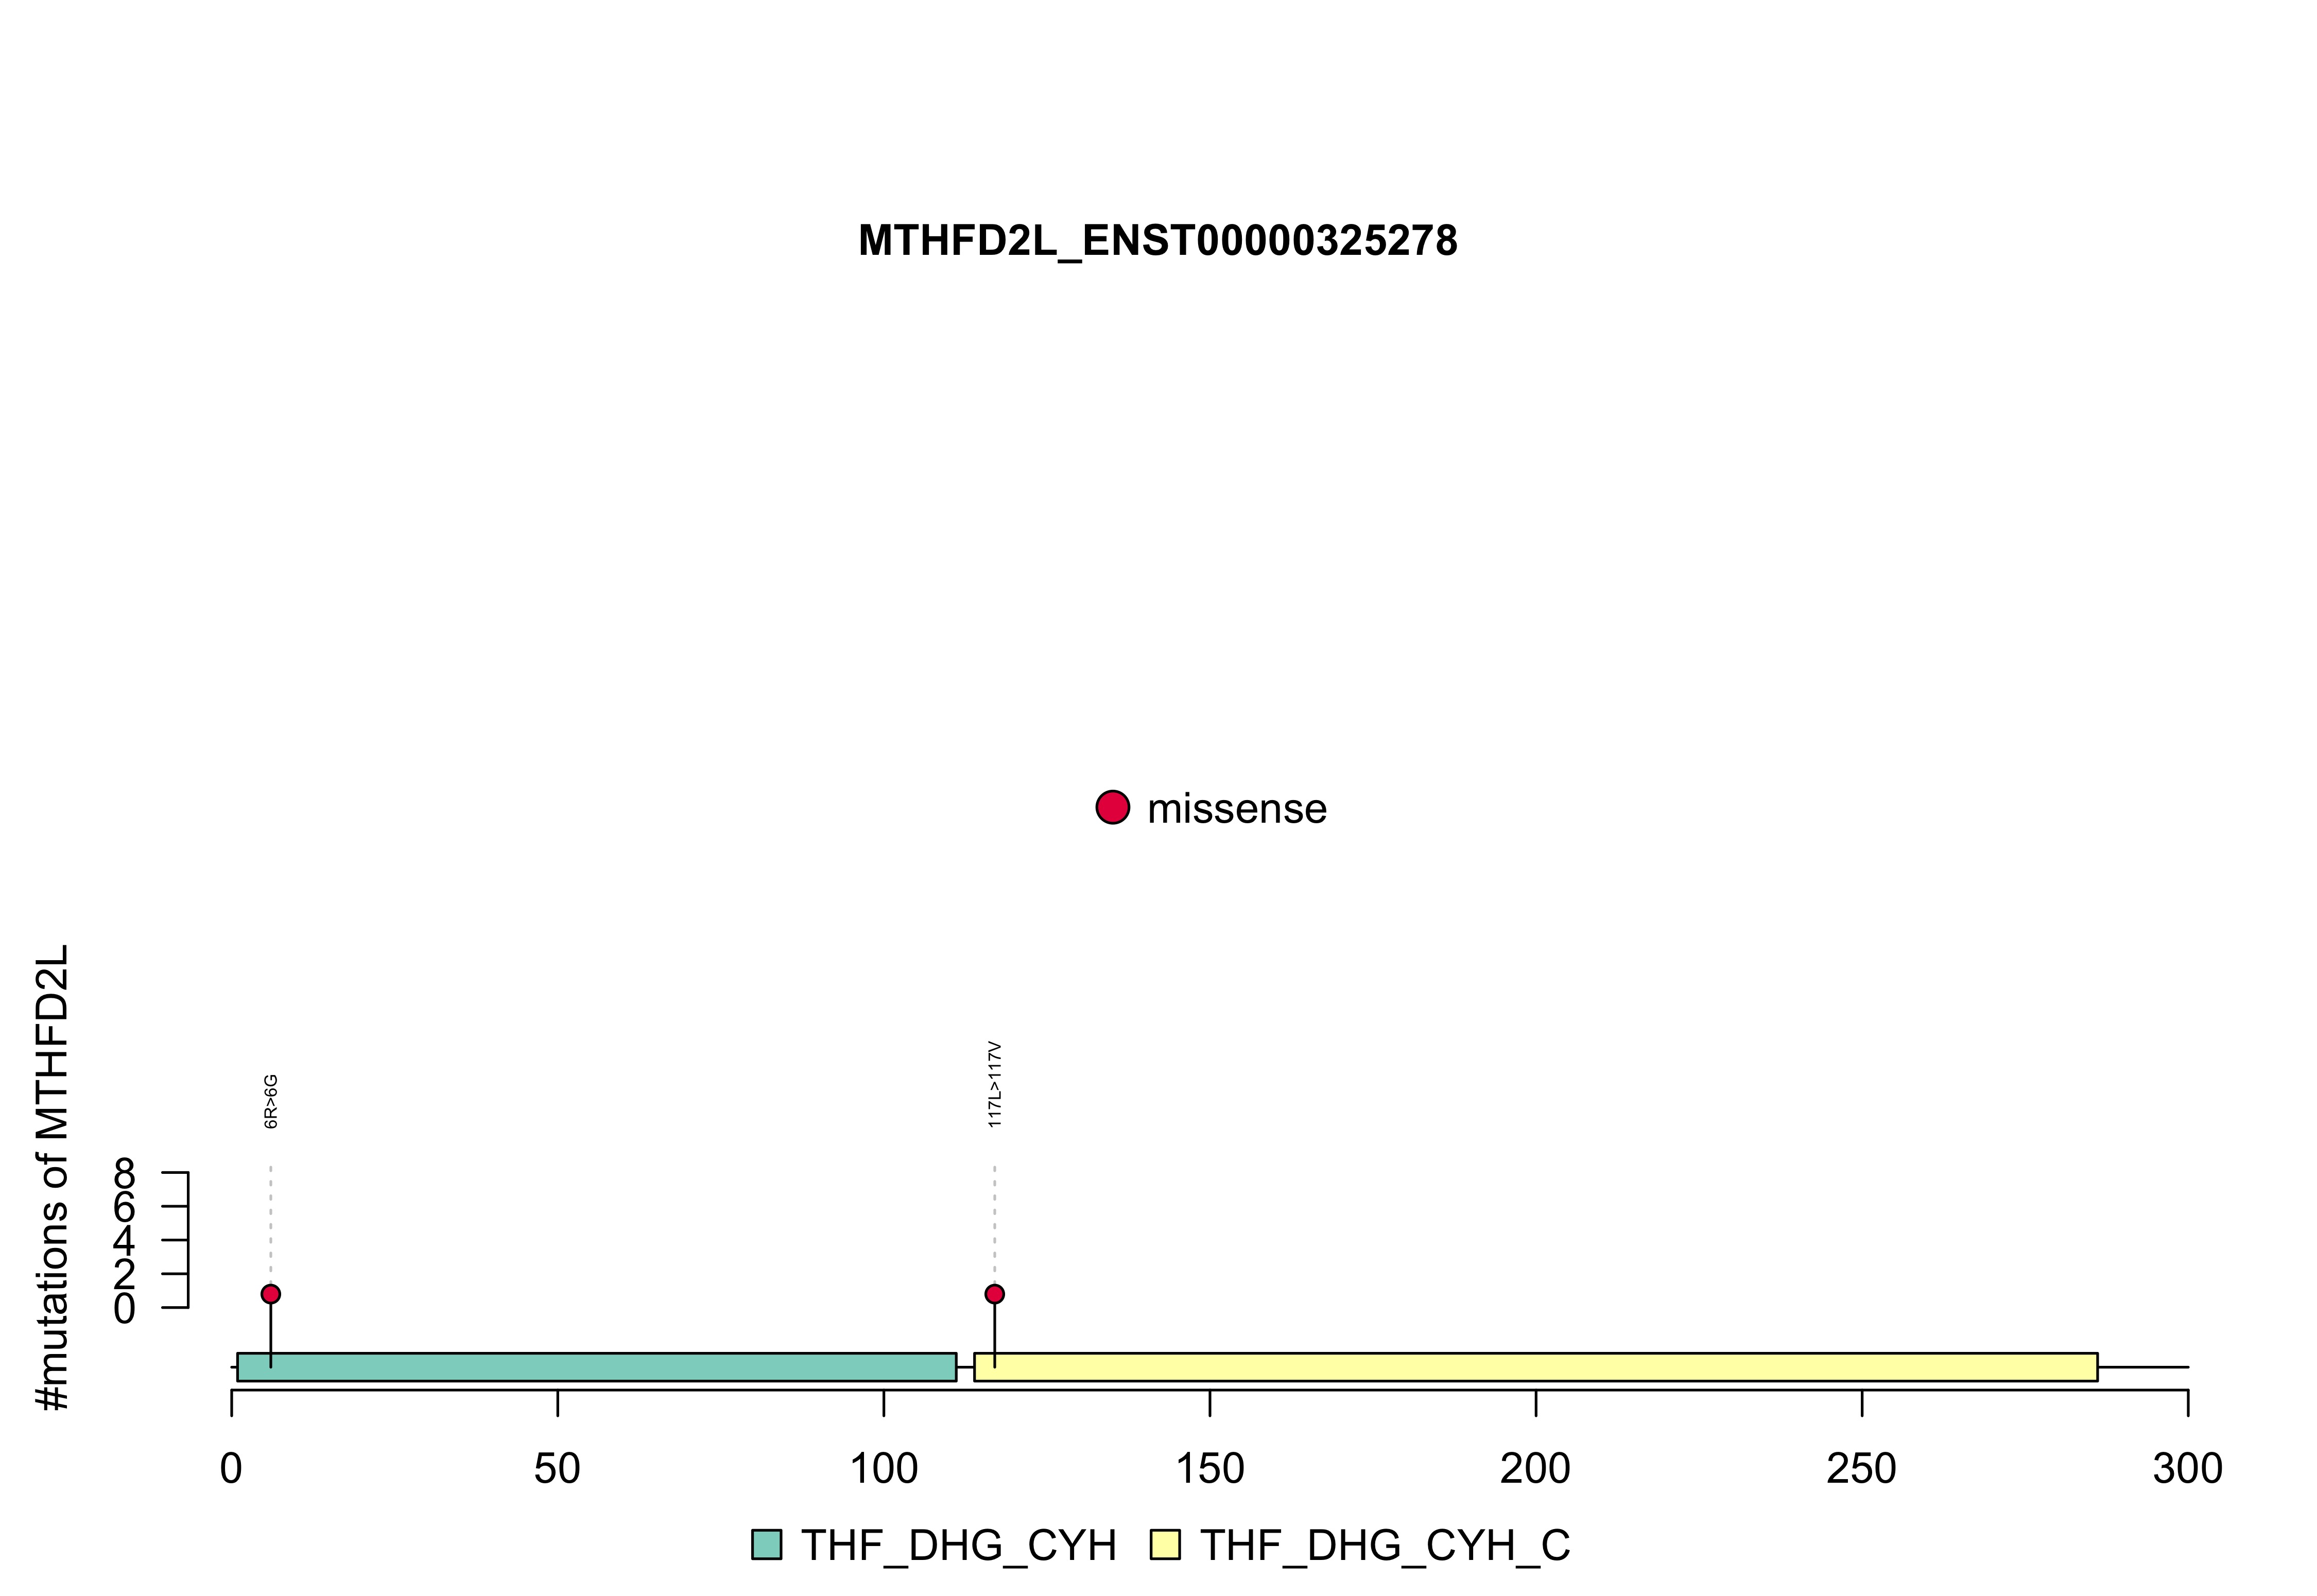 MTHFD2L_ENST00000325278
missense
#mutations of MTHFD2L
6R>6G
117L>117V
8
6
4
2
0
0 50 100 150 200 250 300
THF_DHG_CYH THF_DHG_CYH_C